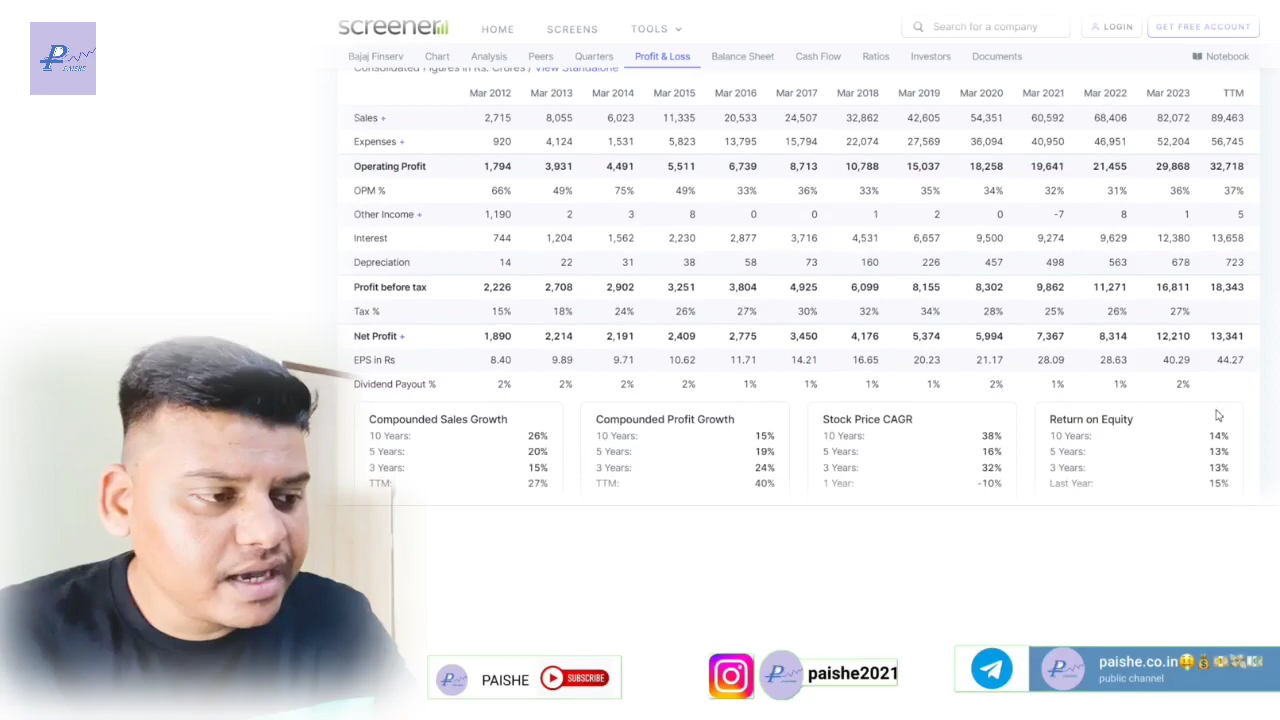 PAISHE
screener
HOME
SCREENS
TOOLS
Search for a company
LOGIN
GET FREE ACCOUNT
Bajaj Finserv Chart Analysis Peers Quarters Profit & Loss Balance Sheet Cash Flow Ratios Investors Documents Notebook
Consolidated Figures in Rs. Crores / View Standalone
Mar 2012 Mar 2013 Mar 2014 Mar 2015 Mar 2016 Mar 2017 Mar 2018 Mar 2019 Mar 2020 Mar 2021 Mar 2022 Mar 2023 TTM
Sales + 2,715 8,055 6,023 11,335 20,533 24,507 32,862 42,605 54,351 60,592 68,406 82,072 89,463
Expenses + 920 4,124 1,531 5,823 13,795 15,794 22,074 27,569 36,094 40,950 46,951 52,204 56,745
Operating Profit 1,794 3,931 4,491 5,511 6,739 8,713 10,788 15,037 18,258 19,641 21,455 29,868 32,718
OPM % 66% 49% 75% 49% 33% 36% 33% 35% 34% 32% 31% 36% 37%
Other Income + 1,190 2 3 8 0 0 1 2 0 -7 8 1 5
Interest 744 1,204 1,562 2,230 2,877 3,716 4,531 6,657 9,500 9,274 9,629 12,380 13,658
Depreciation 14 22 31 38 58 73 160 226 457 498 563 678 723
Profit before tax 2,226 2,708 2,902 3,251 3,804 4,925 6,099 8,155 8,302 9,862 11,271 16,811 18,343
Tax % 15% 18% 24% 26% 27% 30% 32% 34% 28% 25% 26% 27%
Net Profit + 1,890 2,214 2,191 2,409 2,775 3,450 4,176 5,374 5,994 7,367 8,314 12,210 13,341
EPS in Rs 8.40 9.89 9.71 10.62 11.71 14.21 16.65 20.23 21.17 28.09 28.63 40.29 44.27
Dividend Payout % 2% 2% 2% 2% 1% 1% 1% 1% 2% 1% 1% 2%
Compounded Sales Growth
10 Years: 26%
5 Years: 20%
3 Years: 15%
TTM: 27%
Compounded Profit Growth
10 Years: 15%
5 Years: 19%
3 Years: 24%
TTM: 40%
Stock Price CAGR
10 Years: 38%
5 Years: 16%
3 Years: 32%
1 Year: -10%
Return on Equity
10 Years: 14%
5 Years: 13%
3 Years: 13%
Last Year: 15%
PAISHE
SUBSCRIBE
paishe2021
paishe.co.in🤑💰💴💸💵
public channel